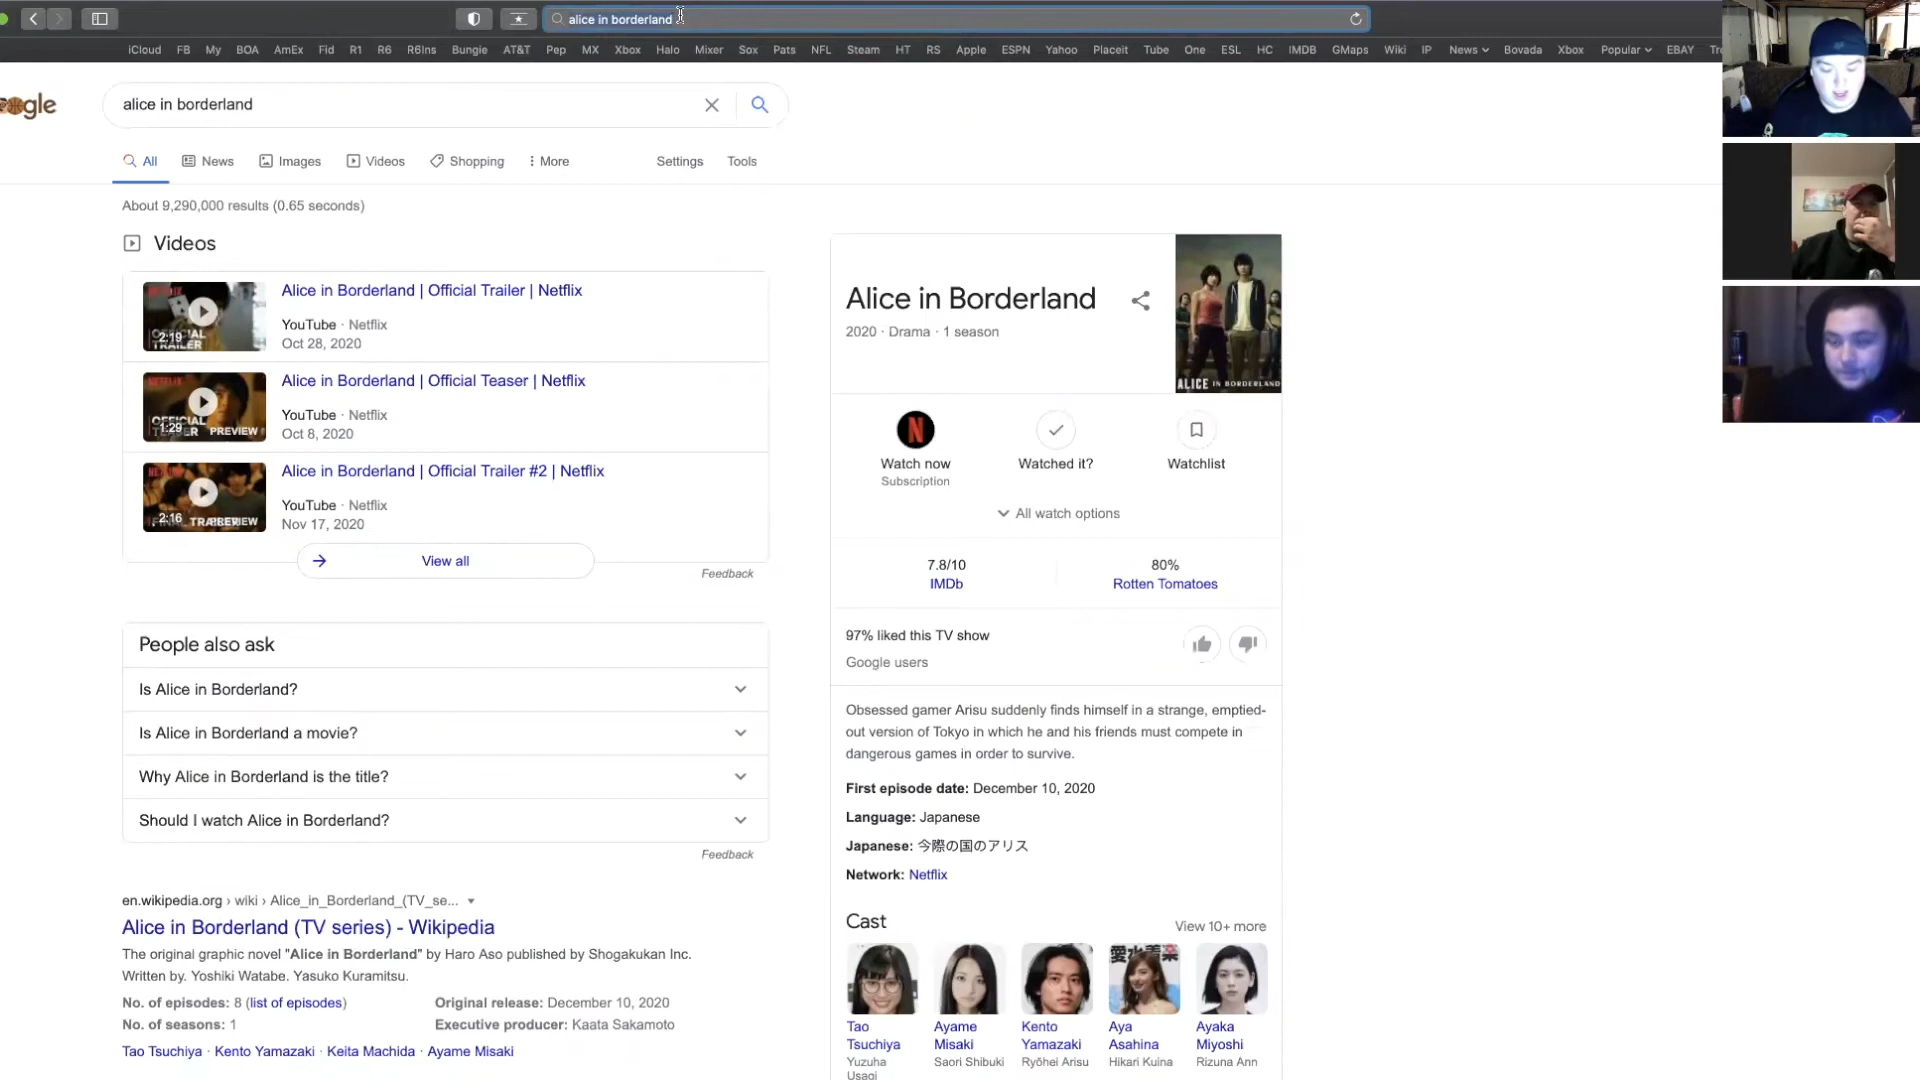 alice in borderland
iCloud FB My BOA AmEx Fid R1 R6 R6Ins Bungie AT&T Pep MX Xbox Halo Mixer Sox Pats NFL Steam HT RS Apple ESPN Yahoo Placeit Tube One ESL HC IMDB GMaps Wiki IP News Bovada Xbox Popular EBAY
alice in borderland
All News Images Videos Shopping More Settings Tools
About 9,290,000 results (0.65 seconds)
Videos
Alice in Borderland | Official Trailer | Netflix
YouTube · Netflix
Oct 28, 2020
2:19
Alice in Borderland | Official Teaser | Netflix
YouTube · Netflix
Oct 8, 2020
1:29
PREVIEW
Alice in Borderland | Official Trailer #2 | Netflix
YouTube · Netflix
Nov 17, 2020
2:16
View all
Feedback
People also ask
Is Alice in Borderland?
Is Alice in Borderland a movie?
Why Alice in Borderland is the title?
Should I watch Alice in Borderland?
Feedback
en.wikipedia.org › wiki › Alice_in_Borderland_(TV_se...
Alice in Borderland (TV series) - Wikipedia
The original graphic novel "Alice in Borderland" by Haro Aso published by Shogakukan Inc.
Written by. Yoshiki Watabe. Yasuko Kuramitsu.
No. of episodes: 8 (list of episodes) Original release: December 10, 2020
No. of seasons: 1 Executive producer: Kaata Sakamoto
Tao Tsuchiya · Kento Yamazaki · Keita Machida · Ayame Misaki
Alice in Borderland
2020 · Drama · 1 season
ALICE IN BORDERLAND
Watch now Watched it? Watchlist
Subscription
All watch options
7.8/10 80%
IMDb Rotten Tomatoes
97% liked this TV show
Google users
Obsessed gamer Arisu suddenly finds himself in a strange, emptied-
out version of Tokyo in which he and his friends must compete in
dangerous games in order to survive.
First episode date: December 10, 2020
Language: Japanese
Japanese: 今際の国のアリス
Network: Netflix
Cast View 10+ more
Tao Ayame Kento Aya Ayaka
Tsuchiya Misaki Yamazaki Asahina Miyoshi
Yuzuha Saori Shibuki Ryōhei Arisu Hikari Kuina Rizuna Ann
Usagi